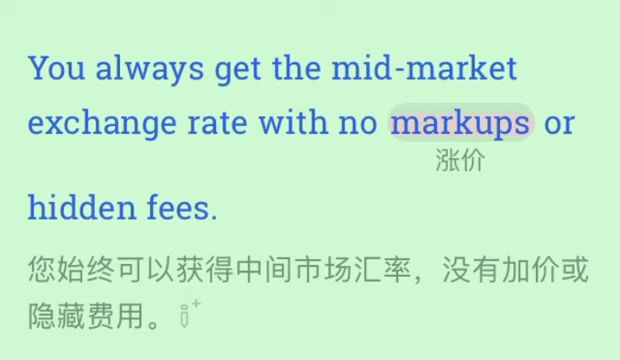 You always get the mid-market
exchange rate with no markups or
涨价
hidden fees.
您始终可以获得中间市场汇率，没有加价或
隐藏费用。